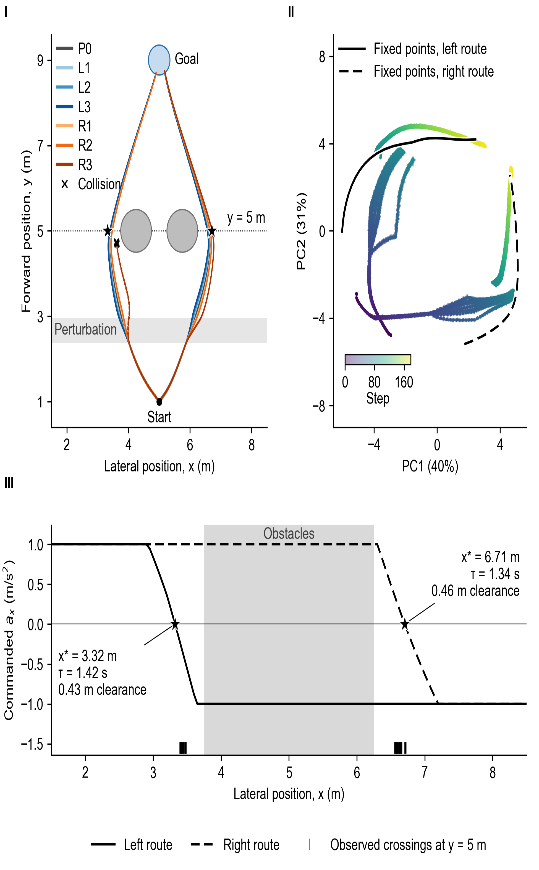 I
9
7
5
3
1
2
4
6
8
Forward position, y (m)
Lateral position, x (m)
P0
L1
L2
L3
R1
R2
R3
Collision
Goal
y = 5 m
Perturbation
Start
II
8
4
0
−4
−8
−4
0
4
PC2 (31%)
PC1 (40%)
Fixed points, left route
Fixed points, right route
0 80 160
Step
III
1.0
0.5
0.0
−0.5
−1.0
−1.5
2
3
4
5
6
7
8
Commanded aₓ (m/s²)
Lateral position, x (m)
Obstacles
x* = 3.32 m
τ = 1.42 s
0.43 m clearance
x* = 6.71 m
τ = 1.34 s
0.46 m clearance
Left route
Right route
Observed crossings at y = 5 m